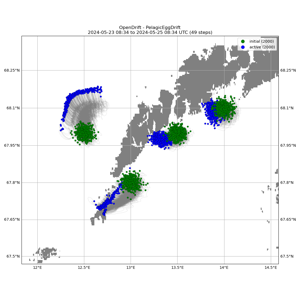 OpenDrift - PelagicEggDrift
2024-05-23 08:34 to 2024-05-25 08:34 UTC (49 steps)
initial (2000)
active (2000)
68.25°N 68.25°N
68.1°N 68.1°N
67.95°N 67.95°N
67.8°N 67.8°N
67.65°N 67.65°N
67.5°N 67.5°N
12°E 12.5°E 13°E 13.5°E 14°E 14.5°E